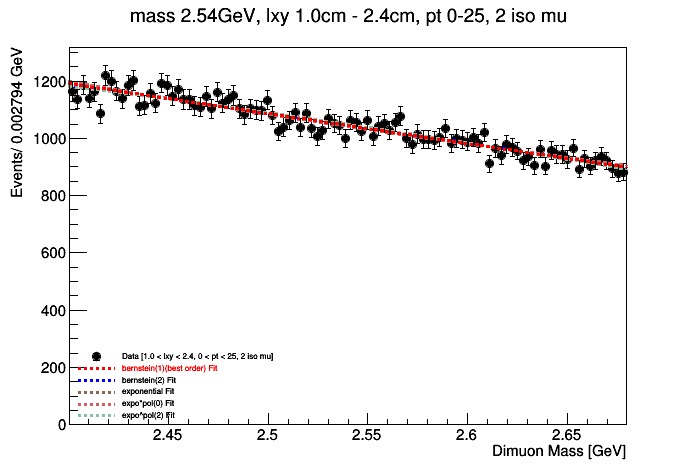 mass 2.54GeV, lxy 1.0cm - 2.4cm, pt 0-25, 2 iso mu
Events/ 0.002794 GeV
1200
1000
800
600
400
200
0
Data [1.0 < lxy < 2.4, 0 < pt < 25, 2 iso mu]
bernstein(1)(best order) Fit
bernstein(2) Fit
exponential Fit
expo*pol(0) Fit
expo*pol(2) Fit
2.45 2.5 2.55 2.6 2.65
Dimuon Mass [GeV]